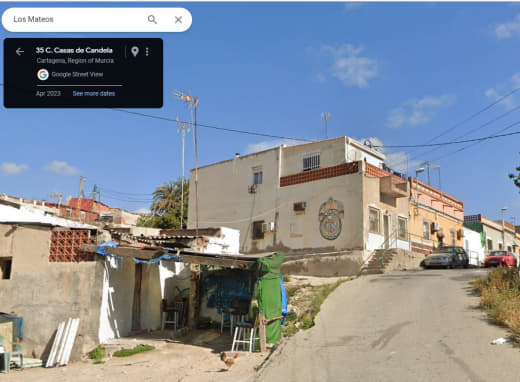 Los Mateos
35 C. Casas de Candela
Cartagena, Region of Murcia
Google Street View
Apr 2023 See more dates